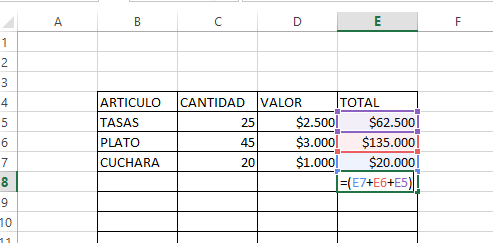 A B C D E F
1
2
3
4 ARTICULO CANTIDAD VALOR TOTAL
5 TASAS 25 $2.500 $62.500
6 PLATO 45 $3.000 $135.000
7 CUCHARA 20 $1.000 $20.000
8 =(E7+E6+E5)
9
10
11